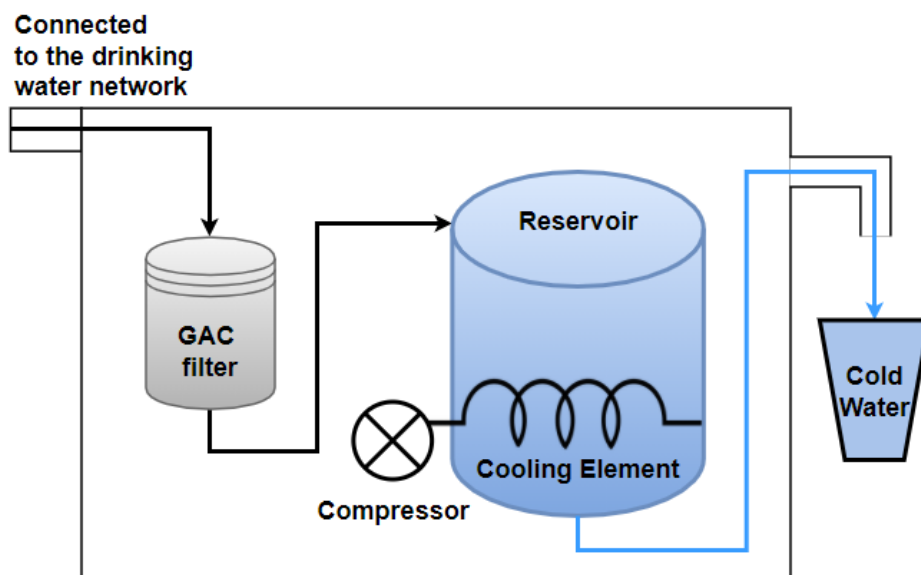 Connected
to the drinking
water network
Reservoir
GAC
filter
Cold
Water
Cooling Element
Compressor